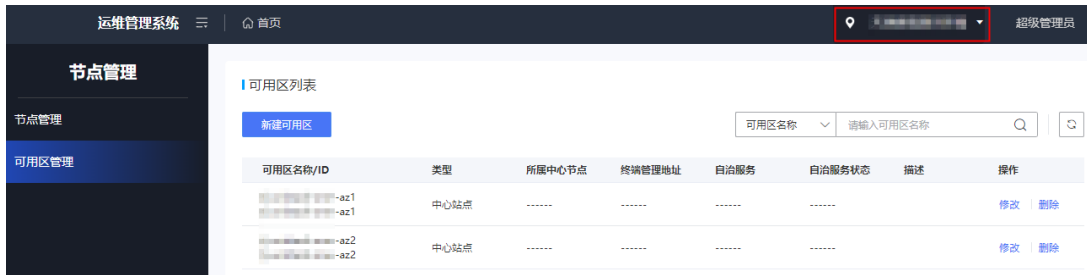 运维管理系统 首页 超级管理员
节点管理
节点管理
可用区管理
可用区列表
新建可用区 可用区名称 请输入可用区名称
可用区名称/ID 类型 所属中心节点 终端管理地址 自治服务 自治服务状态 描述 操作
-az1
-az1
中心站点 ------ ------ ------ ------ 修改 删除
-az2
-az2
中心站点 ------ ------ ------ ------ 修改 删除